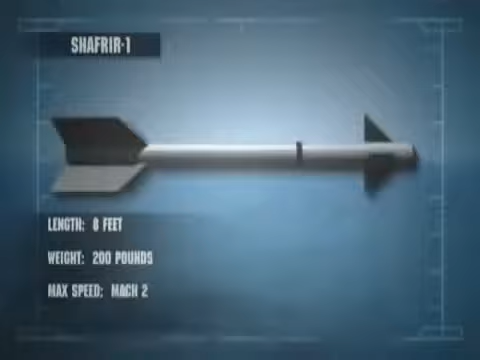 SHAFRIR-1
LENGTH: 8 FEET
WEIGHT: 200 POUNDS
MAX SPEED: MACH 2